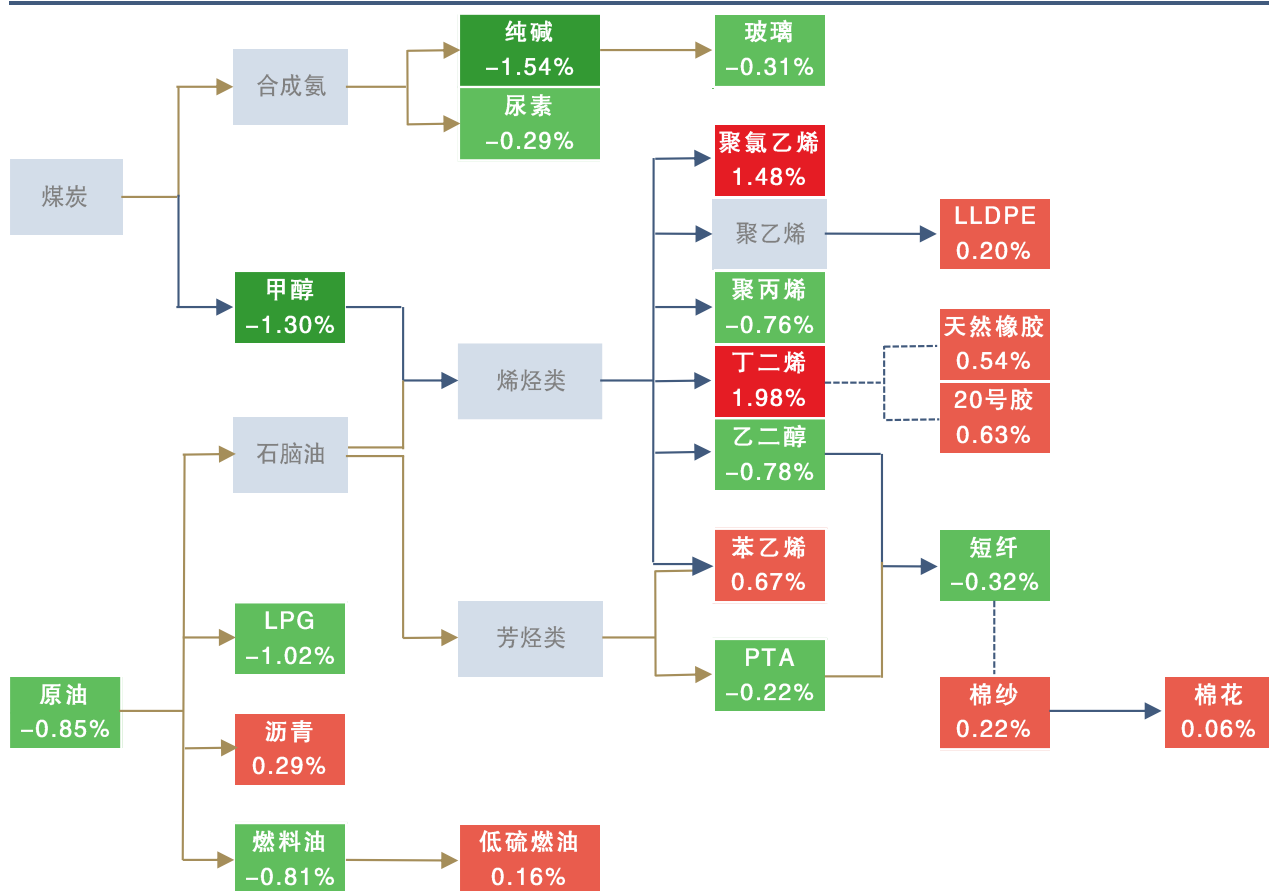 纯碱
-1.54%
玻璃
-0.31%
合成氨
尿素
-0.29%
聚氯乙烯
1.48%
煤炭
聚乙烯
LLDPE
0.20%
甲醇
-1.30%
聚丙烯
-0.76%
天然橡胶
0.54%
烯烃类
丁二烯
1.98%
20号胶
0.63%
石脑油
乙二醇
-0.78%
苯乙烯
0.67%
短纤
-0.32%
LPG
-1.02%
芳烃类
PTA
-0.22%
原油
-0.85%
棉纱
0.22%
棉花
0.06%
沥青
0.29%
燃料油
-0.81%
低硫燃油
0.16%